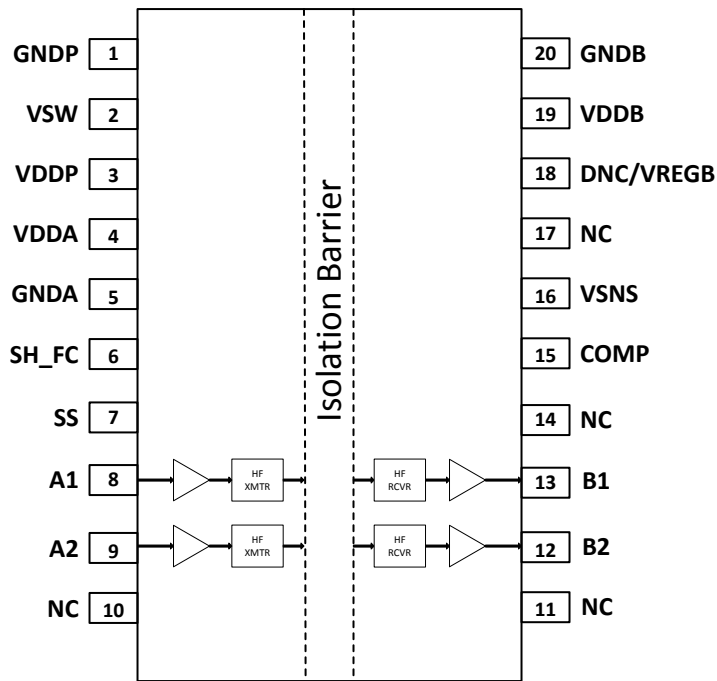 GNDP 1
VSW 2
VDDP 3
VDDA 4
GNDA 5
SH_FC 6
SS 7
A1 8
A2 9
NC 10
HF
XMTR
HF
XMTR
Isolation Barrier
HF
RCVR
HF
RCVR
20 GNDB
19 VDDB
18 DNC/VREGB
17 NC
16 VSNS
15 COMP
14 NC
13 B1
12 B2
11 NC